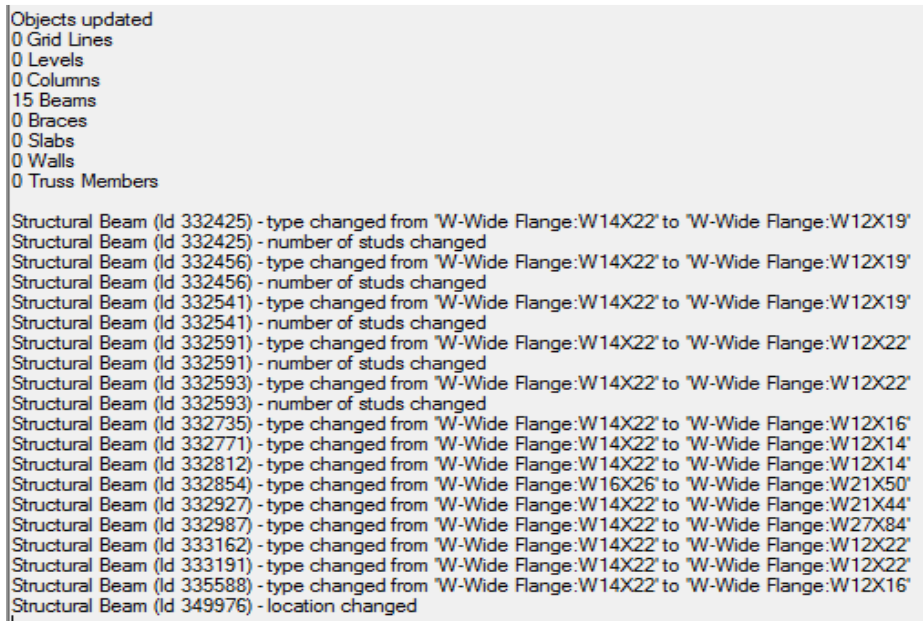 Objects updated
0 Grid Lines
0 Levels
0 Columns
15 Beams
0 Braces
0 Slabs
0 Walls
0 Truss Members
Structural Beam (Id 332425) - type changed from "W-Wide Flange:W14X22" to "W-Wide Flange:W12X19"
Structural Beam (Id 332425) - number of studs changed
Structural Beam (Id 332456) - type changed from "W-Wide Flange:W14X22" to "W-Wide Flange:W12X19"
Structural Beam (Id 332456) - number of studs changed
Structural Beam (Id 332541) - type changed from "W-Wide Flange:W14X22" to "W-Wide Flange:W12X19"
Structural Beam (Id 332541) - number of studs changed
Structural Beam (Id 332591) - type changed from "W-Wide Flange:W14X22" to "W-Wide Flange:W12X22"
Structural Beam (Id 332591) - number of studs changed
Structural Beam (Id 332593) - type changed from "W-Wide Flange:W14X22" to "W-Wide Flange:W12X22"
Structural Beam (Id 332593) - number of studs changed
Structural Beam (Id 332735) - type changed from "W-Wide Flange:W14X22" to "W-Wide Flange:W12X16"
Structural Beam (Id 332771) - type changed from "W-Wide Flange:W14X22" to "W-Wide Flange:W12X14"
Structural Beam (Id 332812) - type changed from "W-Wide Flange:W14X22" to "W-Wide Flange:W12X14"
Structural Beam (Id 332854) - type changed from "W-Wide Flange:W16X26" to "W-Wide Flange:W21X50"
Structural Beam (Id 332927) - type changed from "W-Wide Flange:W14X22" to "W-Wide Flange:W21X44"
Structural Beam (Id 332987) - type changed from "W-Wide Flange:W14X22" to "W-Wide Flange:W27X84"
Structural Beam (Id 333162) - type changed from "W-Wide Flange:W14X22" to "W-Wide Flange:W12X22"
Structural Beam (Id 333191) - type changed from "W-Wide Flange:W14X22" to "W-Wide Flange:W12X22"
Structural Beam (Id 335588) - type changed from "W-Wide Flange:W14X22" to "W-Wide Flange:W12X16"
Structural Beam (Id 349976) - location changed